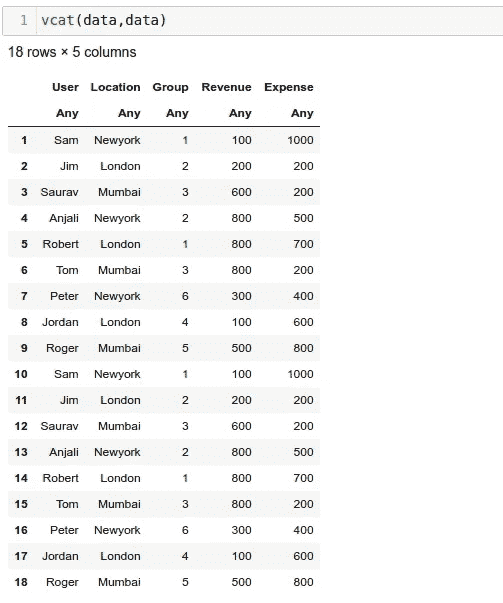 1 vcat(data,data)
18 rows × 5 columns
User Location Group Revenue Expense
Any Any Any Any Any
1 Sam Newyork 1 100 1000
2 Jim London 2 200 200
3 Saurav Mumbai 3 600 200
4 Anjali Newyork 2 800 500
5 Robert London 1 800 700
6 Tom Mumbai 3 800 200
7 Peter Newyork 6 300 400
8 Jordan London 4 100 600
9 Roger Mumbai 5 500 800
10 Sam Newyork 1 100 1000
11 Jim London 2 200 200
12 Saurav Mumbai 3 600 200
13 Anjali Newyork 2 800 500
14 Robert London 1 800 700
15 Tom Mumbai 3 800 200
16 Peter Newyork 6 300 400
17 Jordan London 4 100 600
18 Roger Mumbai 5 500 800